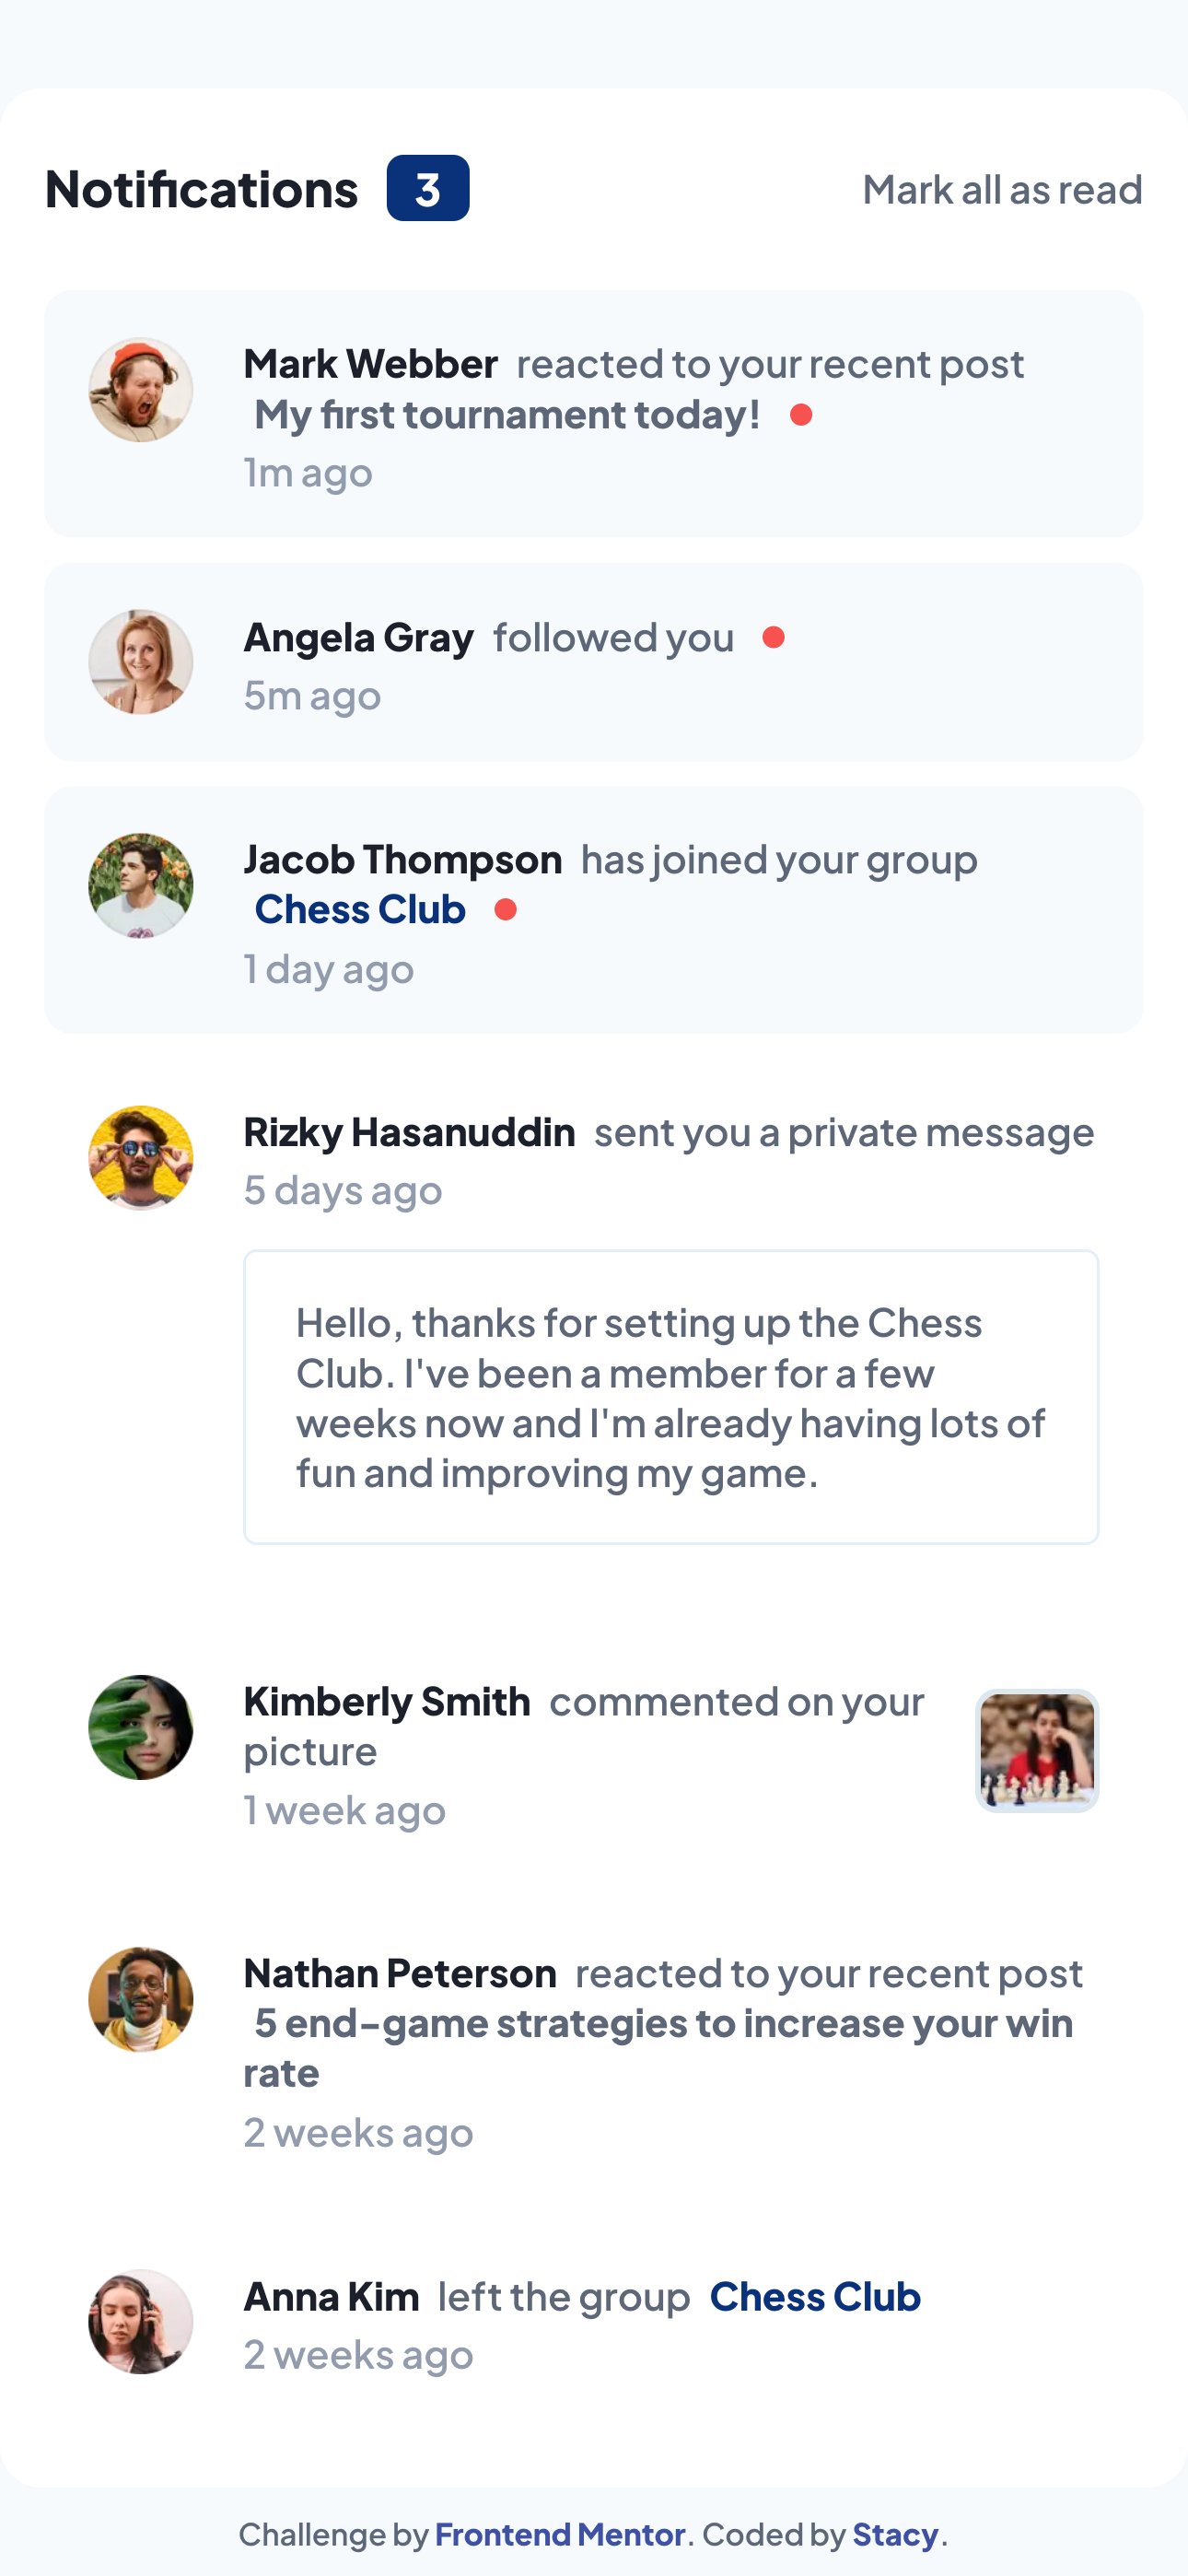 Notifications 3 Mark all as read
Mark Webber reacted to your recent post
My first tournament today!
1m ago
Angela Gray followed you
5m ago
Jacob Thompson has joined your group
Chess Club
1 day ago
Rizky Hasanuddin sent you a private message
5 days ago
Hello, thanks for setting up the Chess
Club. I've been a member for a few
weeks now and I'm already having lots of
fun and improving my game.
Kimberly Smith commented on your
picture
1 week ago
Nathan Peterson reacted to your recent post
5 end-game strategies to increase your win
rate
2 weeks ago
Anna Kim left the group Chess Club
2 weeks ago
Challenge by Frontend Mentor. Coded by Stacy.